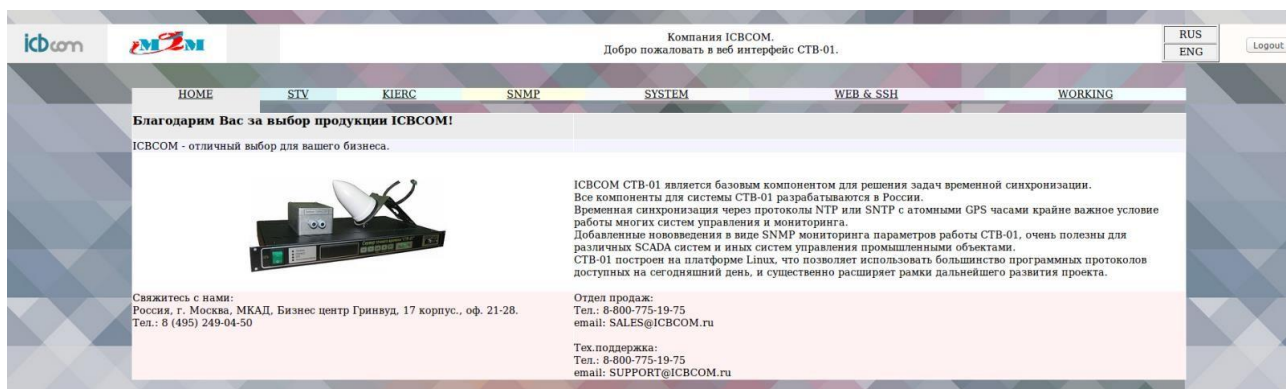 icbcom
eM2M
Компания ICBCOM.
Добро пожаловать в веб интерфейс СТВ-01.
RUS
ENG
Logout
HOME
STV
KIERC
SNMP
SYSTEM
WEB & SSH
WORKING
Благодарим Вас за выбор продукции ICBCOM!
ICBCOM - отличный выбор для вашего бизнеса.
ICBCOM СТВ-01 является базовым компонентом для решения задач временной синхронизации.
Все компоненты для системы СТВ-01 разрабатываются в России.
Временная синхронизация через протоколы NTP или SNTP с атомными GPS часами крайне важное условие
работы многих систем управления и мониторинга.
Добавленные нововведения в виде SNMP мониторинга параметров работы СТВ-01, очень полезны для
различных SCADA систем и иных систем управления промышленными объектами.
СТВ-01 построен на платформе Linux, что позволяет использовать большинство программных протоколов
доступных на сегодняшний день, и существенно расширяет рамки дальнейшего развития проекта.
Свяжитесь с нами:
Россия, г. Москва, МКАД, Бизнес центр Гринвуд, 17 корпус., оф. 21-28.
Тел.: 8 (495) 249-04-50
Отдел продаж:
Тел.: 8-800-775-19-75
email: SALES@ICBCOM.ru
Тех.поддержка:
Тел.: 8-800-775-19-75
email: SUPPORT@ICBCOM.ru